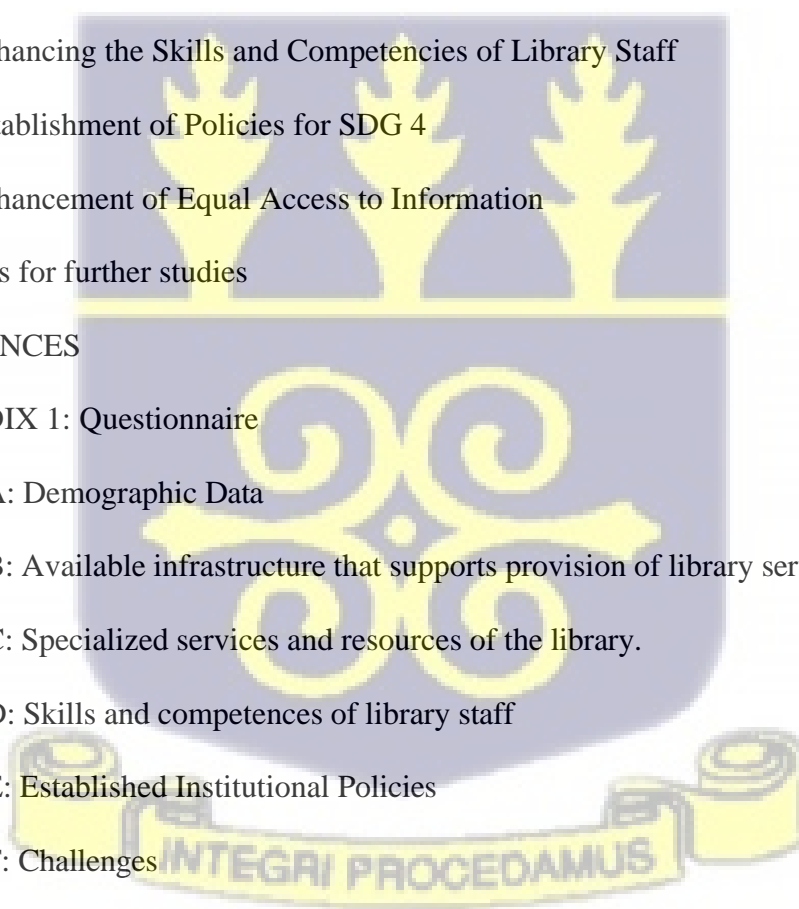 hancing the Skills and Competencies of Library Staff
tablishment of Policies for SDG 4
hancement of Equal Access to Information
s for further studies
NCES
DIX 1: Questionnaire
A: Demographic Data
B: Available infrastructure that supports provision of library ser
C: Specialized services and resources of the library.
D: Skills and competences of library staff
E: Established Institutional Policies
F: Challenges
INTEGRI PROCEDAMUS